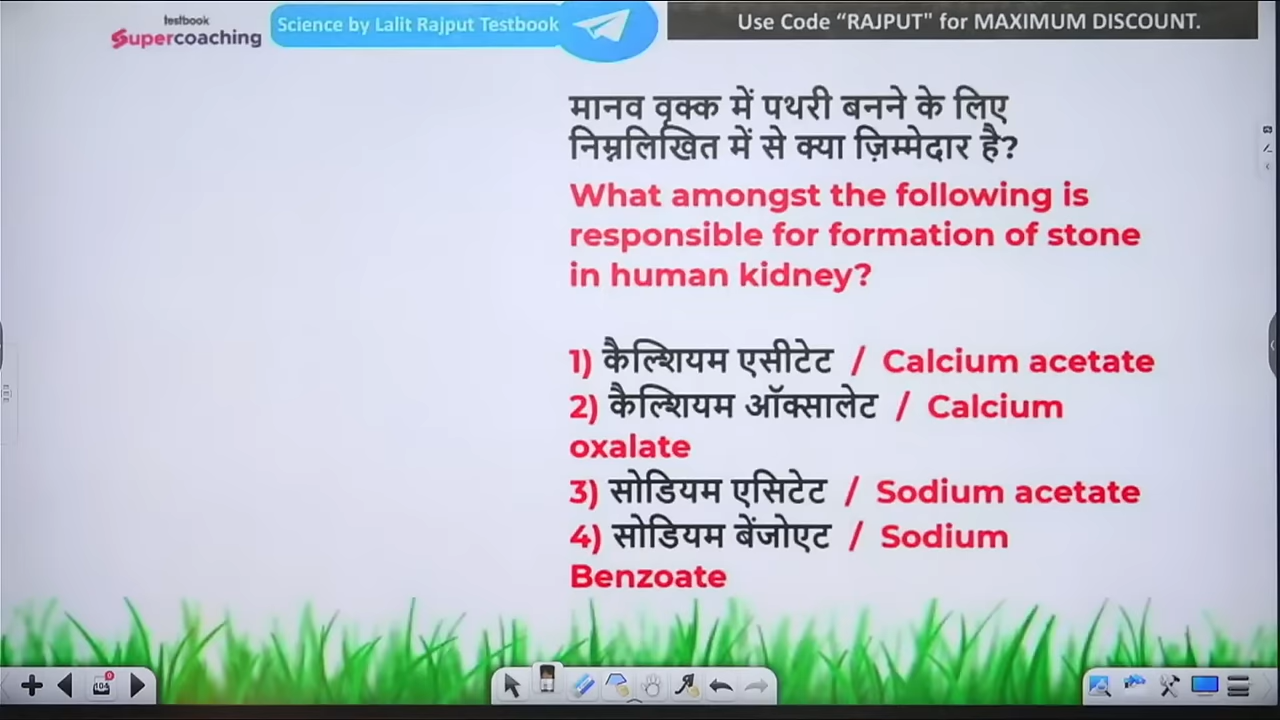 testbook
Supercoaching
Science by Lalit Rajput Testbook
Use Code “RAJPUT" for MAXIMUM DISCOUNT.
मानव वृक्क में पथरी बनने के लिए
निम्नलिखित में से क्या ज़िम्मेदार है?
What amongst the following is
responsible for formation of stone
in human kidney?
1) कैल्शियम एसीटेट / Calcium acetate
2) कैल्शियम ऑक्सालेट / Calcium
oxalate
3) सोडियम एसिटेट / Sodium acetate
4) सोडियम बेंजोएट / Sodium
Benzoate
104
0